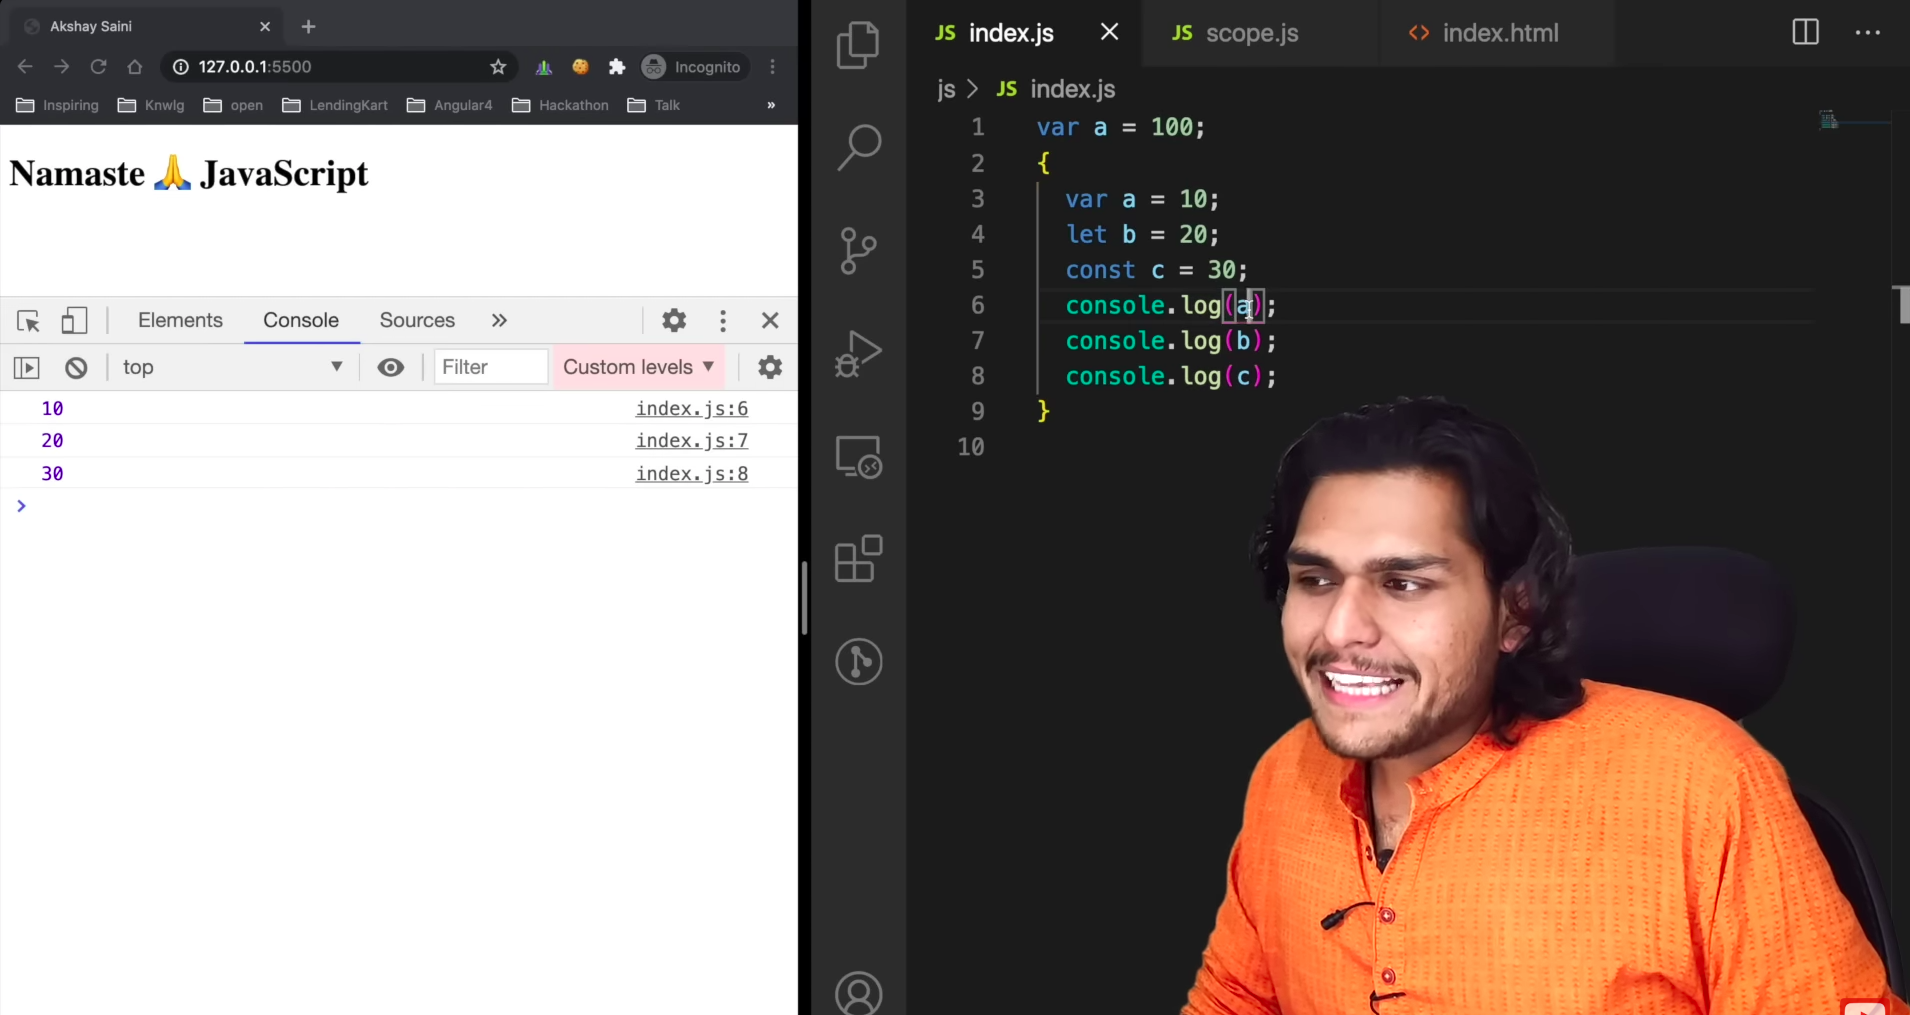 Akshay Saini
127.0.0.1:5500
Incognito
Inspiring Knwlg open LendingKart Angular4 Hackathon Talk »
Namaste 🙏 JavaScript
Elements Console Sources »
top Filter Custom levels
10 index.js:6
20 index.js:7
30 index.js:8
>
JS index.js JS scope.js <> index.html
js > JS index.js
1 var a = 100;
2 {
3 var a = 10;
4 let b = 20;
5 const c = 30;
6 console.log(a);
7 console.log(b);
8 console.log(c);
9 }
10